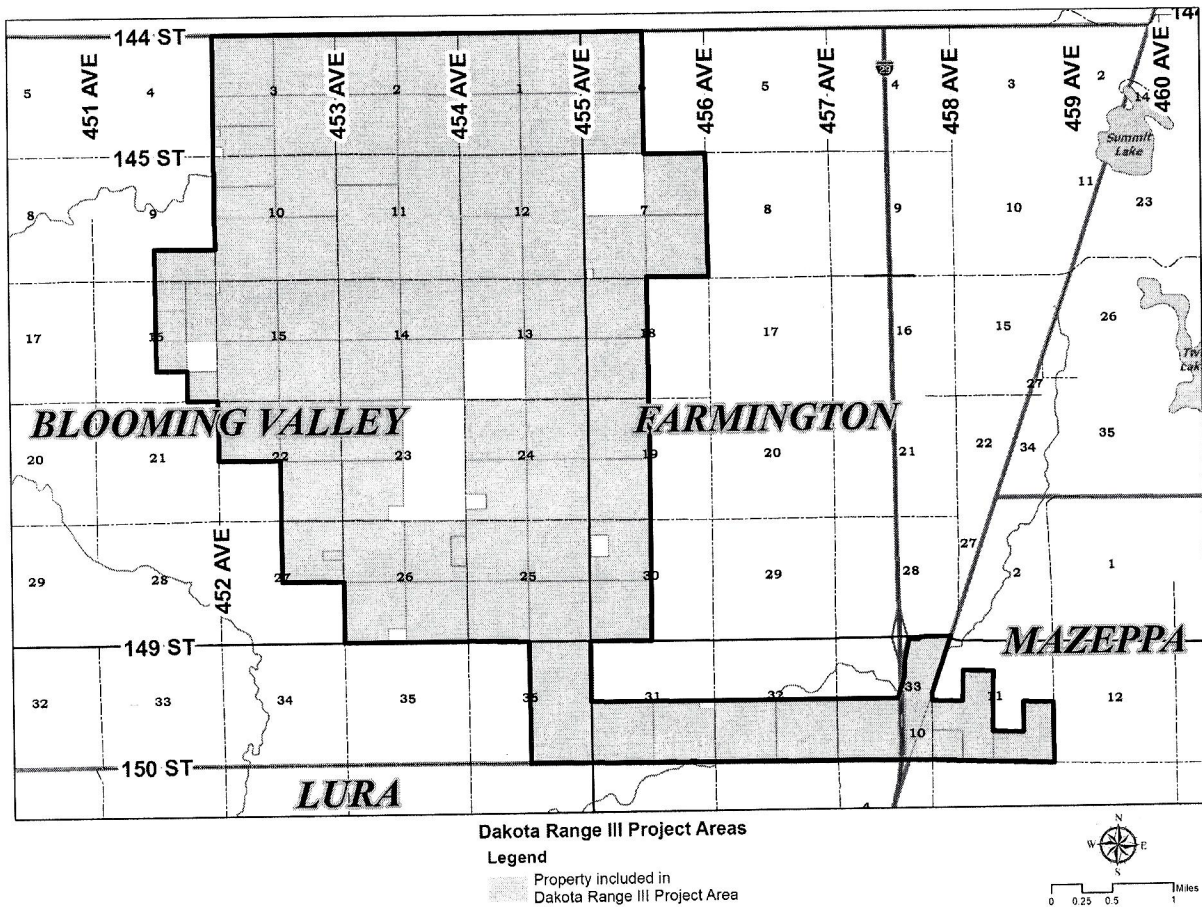 144 ST
144
451 AVE
453 AVE
454 AVE
455 AVE
456 AVE
457 AVE
29
458 AVE
459 AVE
460 AVE
5 4 3 2 1 6 5 4 3 2
14
Summit
Lake
145 ST
8 9 10 11 12 7 8 9 10 11 23
17 16 15 14 13 18 17 16 15 26
Tw
Lak
27
BLOOMING VALLEY
FARMINGTON
20 21 22 23 24 19 20 21 22 34 35
452 AVE
27
29 28 27 26 25 30 29 28 2 1
149 ST
MAZEPPA
32 33 34 35 36 31 32 33 11 12
10
150 ST
LURA
4
Dakota Range III Project Areas
Legend
Property included in
Dakota Range III Project Area
N
W E
S
Miles
0 0.25 0.5 1